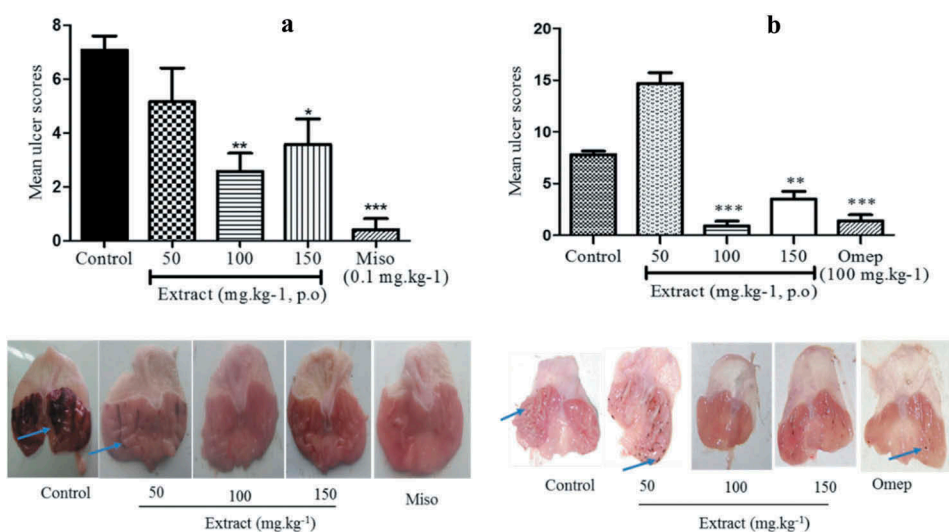 a
8
6
4
2
0
Mean ulcer scores
**
*
***
Control
50
100
150
Miso
(0.1 mg.kg-1)
Extract (mg.kg-1, p.o)
b
20
15
10
5
0
Mean ulcer scores
***
**
***
Control
50
100
150
Omep
(100 mg.kg-1)
Extract (mg.kg-1, p.o)
Control
50
100
150
Miso
Extract (mg.kg⁻¹)
Control
50
100
150
Omep
Extract (mg.kg⁻¹)